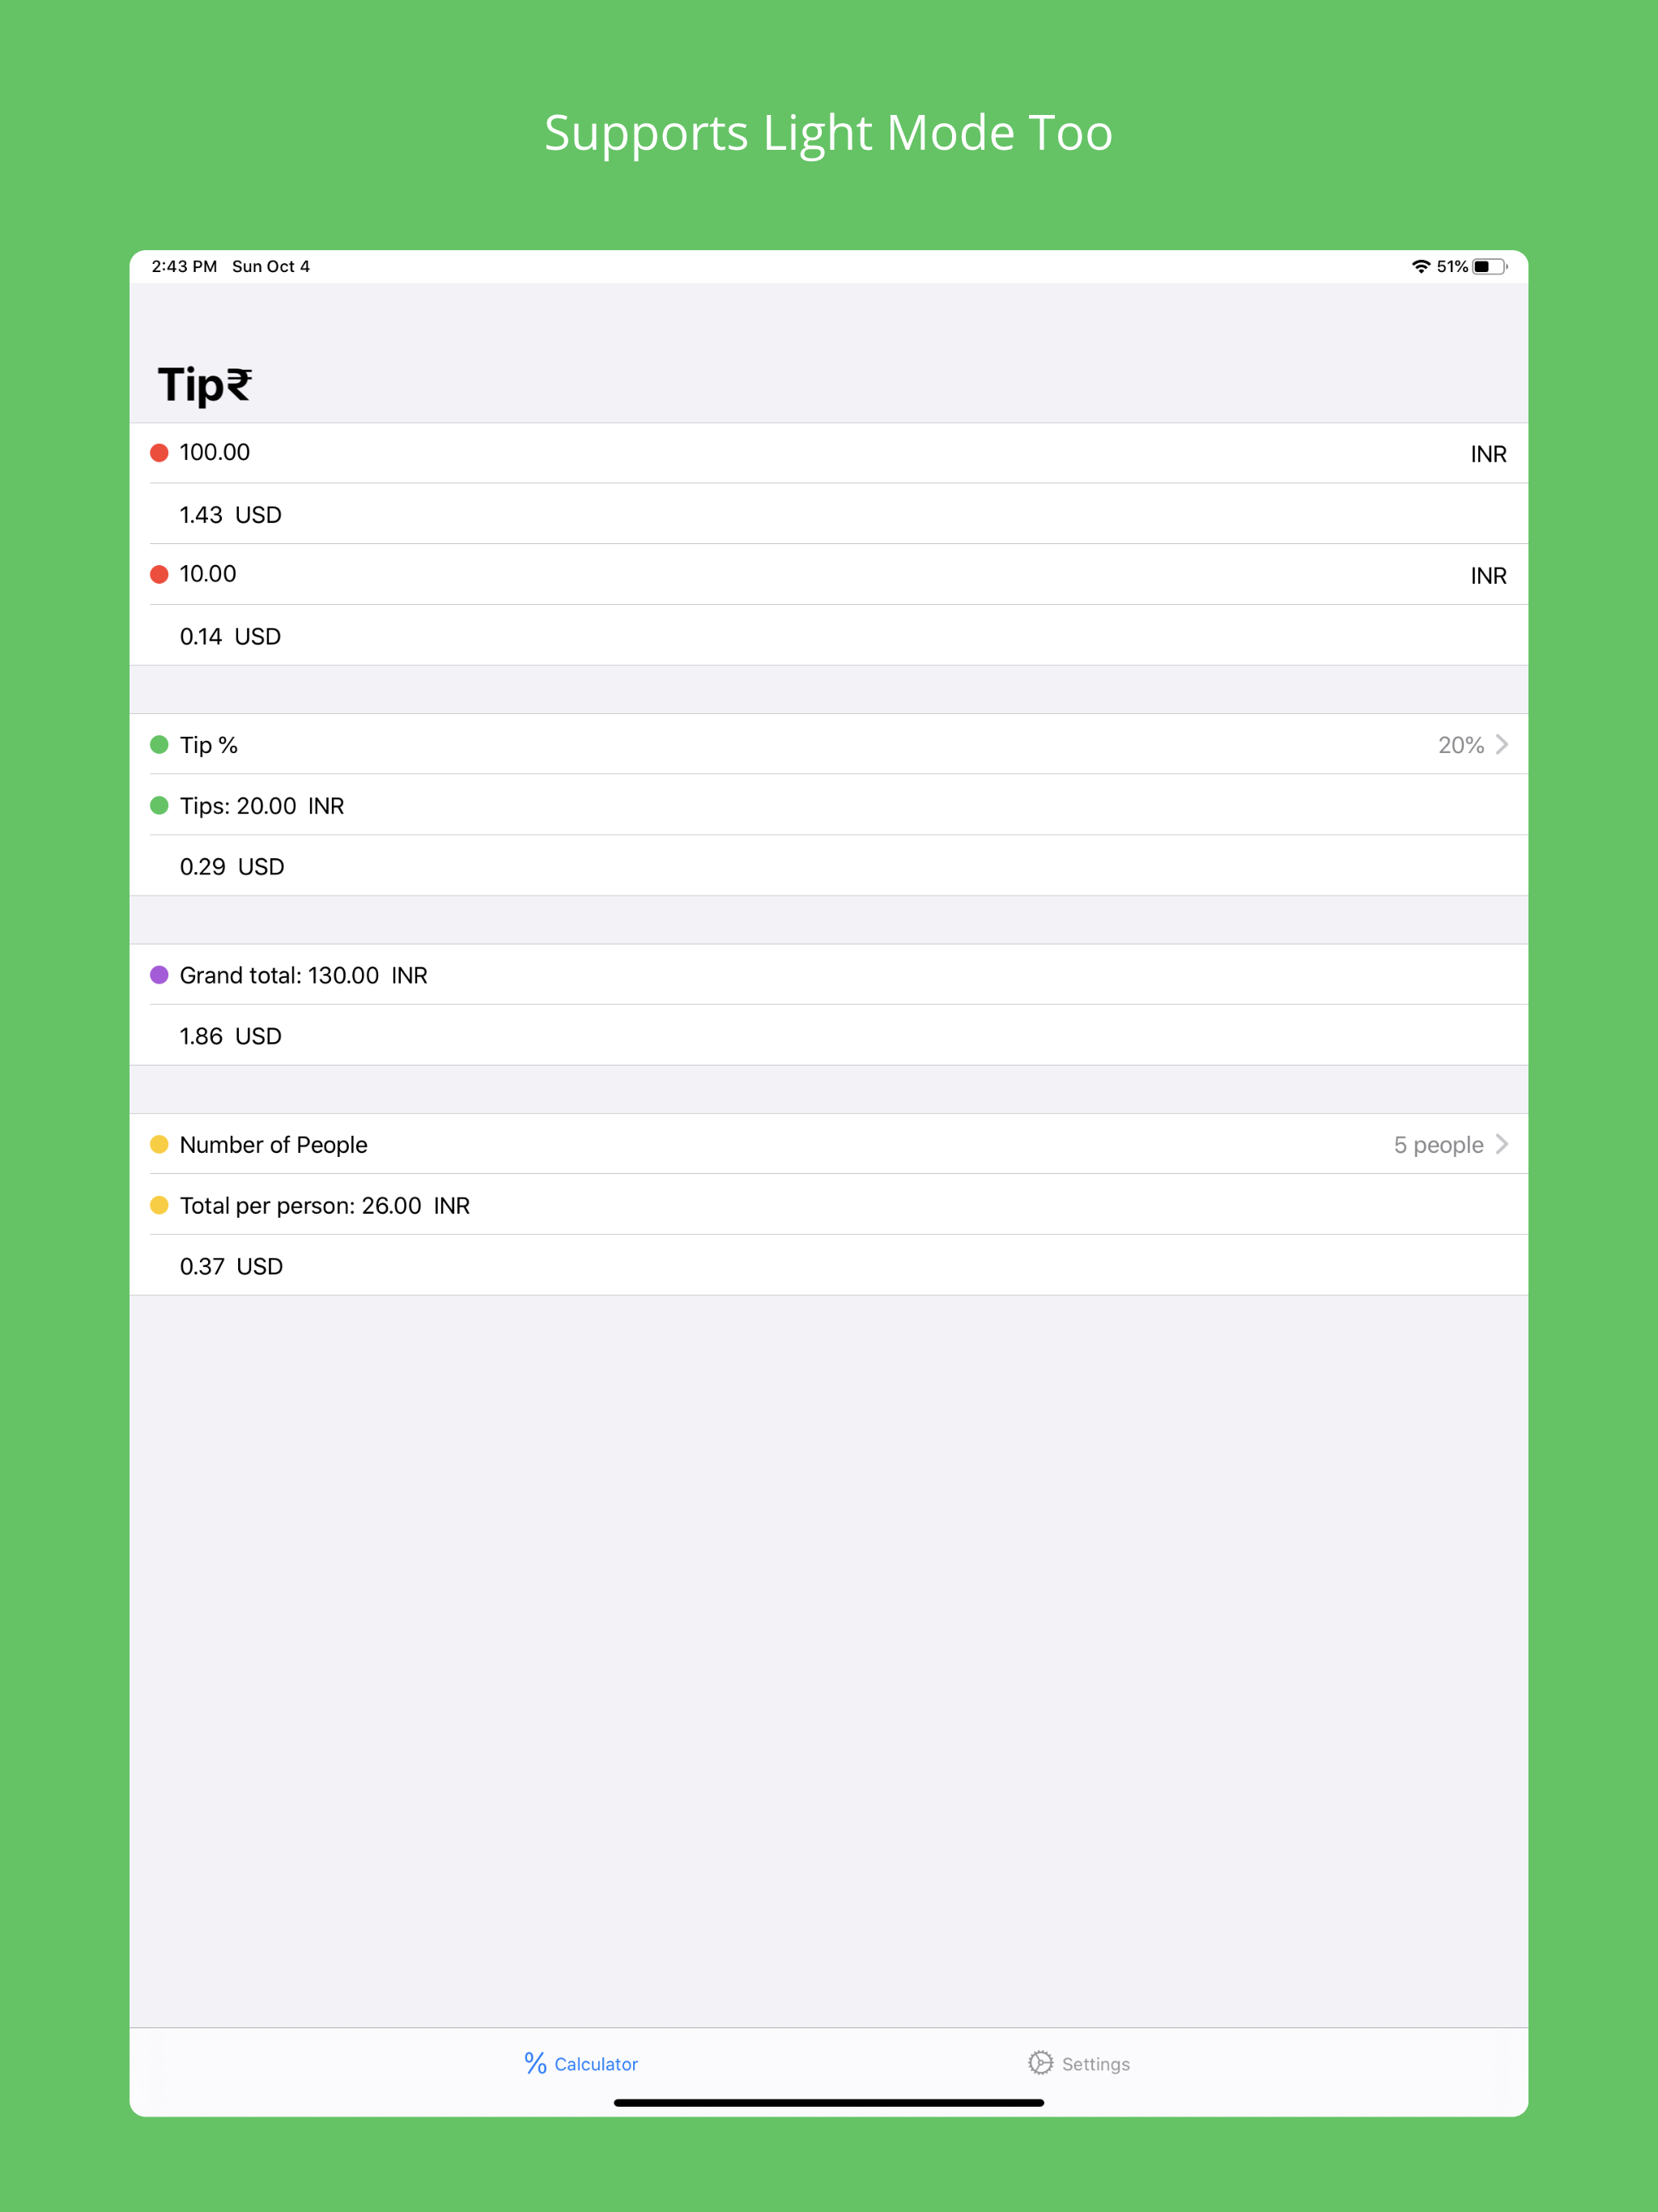 Supports Light Mode Too
2:43 PM Sun Oct 4 51%
Tip₹
100.00 INR
1.43 USD
10.00 INR
0.14 USD
Tip % 20%
Tips: 20.00 INR
0.29 USD
Grand total: 130.00 INR
1.86 USD
Number of People 5 people
Total per person: 26.00 INR
0.37 USD
% Calculator Settings